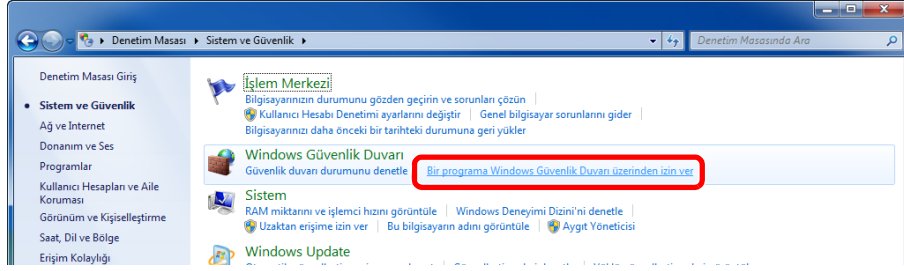 Denetim Masası ▸ Sistem ve Güvenlik ▸
Denetim Masasında Ara
Denetim Masası Giriş
Sistem ve Güvenlik
Ağ ve Internet
Donanım ve Ses
Programlar
Kullanıcı Hesapları ve Aile
Koruması
Görünüm ve Kişiselleştirme
Saat, Dil ve Bölge
Erişim Kolaylığı
İşlem Merkezi
Bilgisayarınızın durumunu gözden geçirin ve sorunları çözün
Kullanıcı Hesabı Denetimi ayarlarını değiştir | Genel bilgisayar sorunlarını gider
Bilgisayarınızı daha önceki bir tarihteki durumuna geri yükler
Windows Güvenlik Duvarı
Güvenlik duvarı durumunu denetle Bir programa Windows Güvenlik Duvarı üzerinden izin ver
Sistem
RAM miktarını ve işlemci hızını görüntüle | Windows Deneyimi Dizini'ni denetle
Uzaktan erişime izin ver | Bu bilgisayarın adını görüntüle | Aygıt Yöneticisi
Windows Update